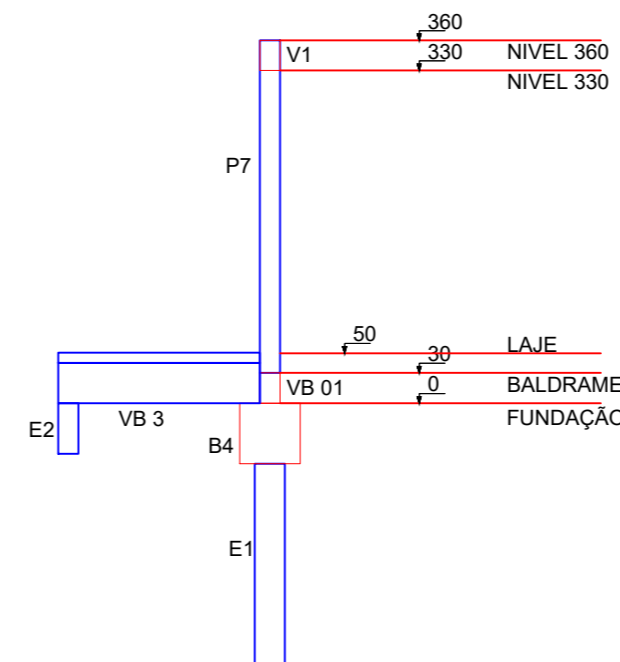 360
V1
NIVEL 360
330
NIVEL 330
P7
50
LAJE
30
VB 01
0
BALDRAME
VB 3
FUNDAÇÃO
E2
B4
E1